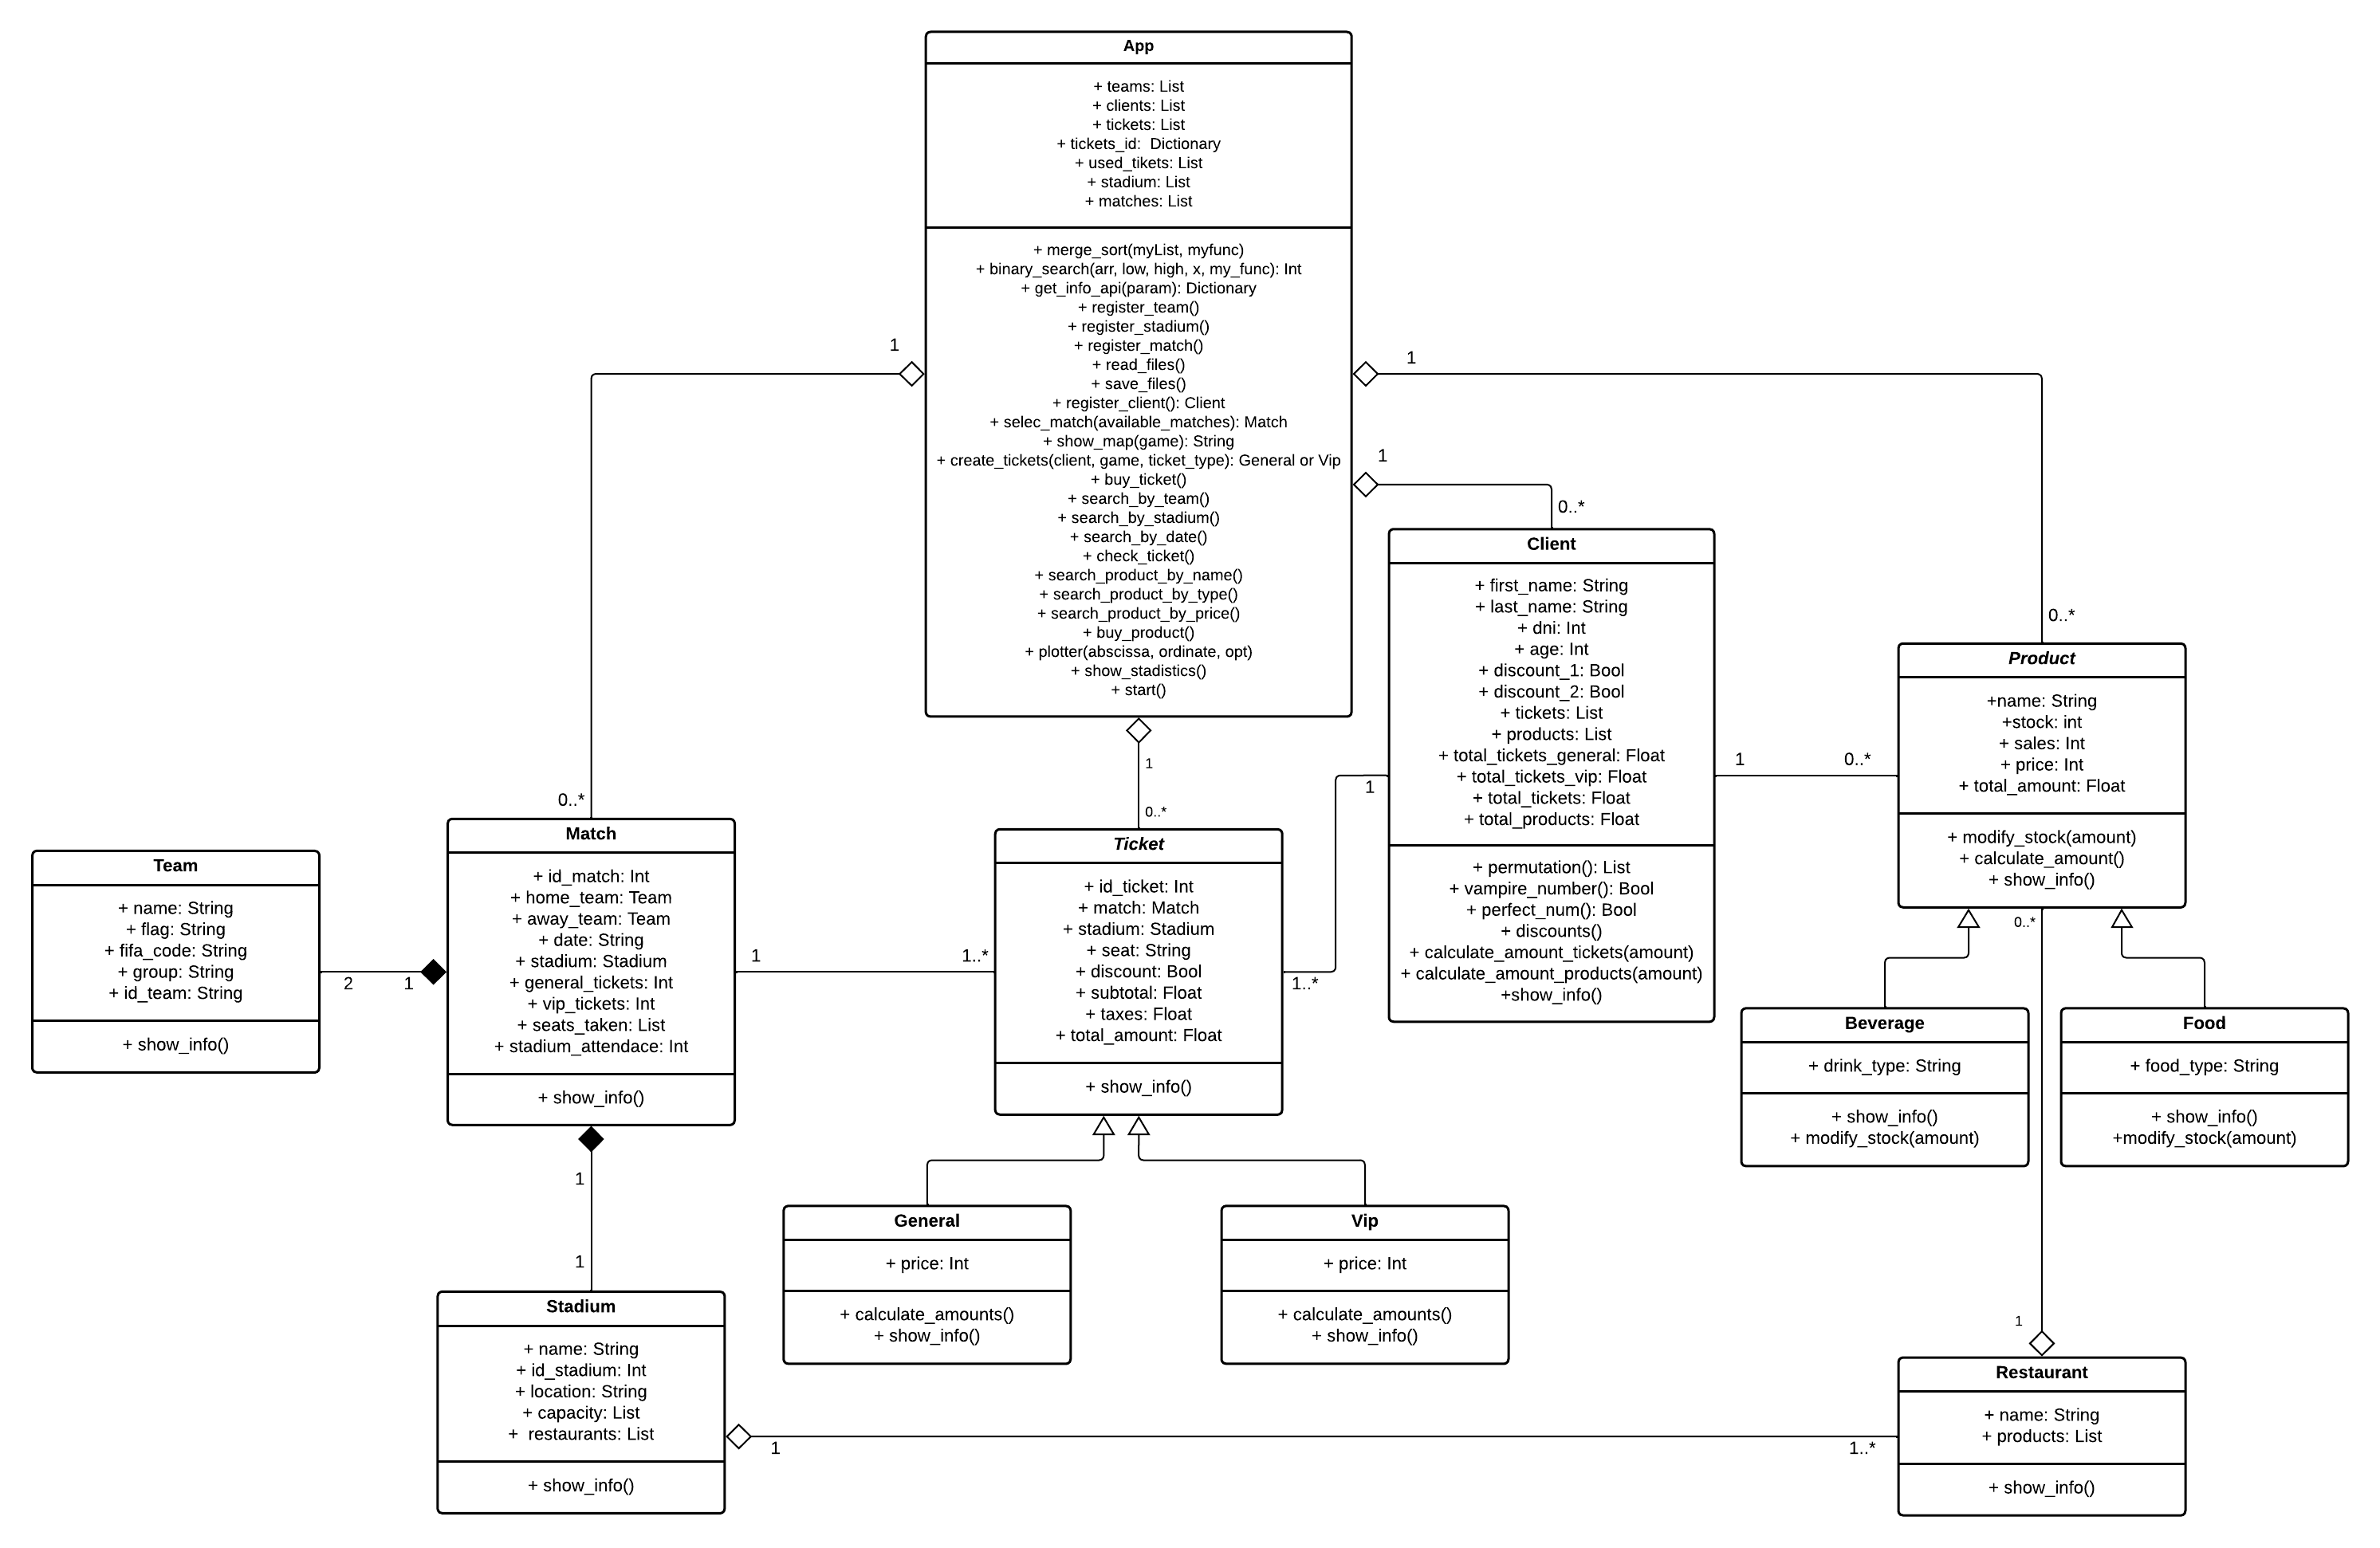 App
+ teams: List
+ clients: List
+ tickets: List
+ tickets_id:  Dictionary
+ used_tikets: List
+ stadium: List
+ matches: List
+ merge_sort(myList, myfunc)
+ binary_search(arr, low, high, x, my_func): Int
+ get_info_api(param): Dictionary
+ register_team()
+ register_stadium()
+ register_match()
+ read_files()
+ save_files()
+ register_client(): Client
+ selec_match(available_matches): Match
+ show_map(game): String
+ create_tickets(client, game, ticket_type): General or Vip
+ buy_ticket()
+ search_by_team()
+ search_by_stadium()
+ search_by_date()
+ check_ticket()
+ search_product_by_name()
+ search_product_by_type()
+ search_product_by_price()
+ buy_product()
+ plotter(abscissa, ordinate, opt)
+ show_stadistics()
+ start()
1
1
1
0..*
1
0..*
0..*
0..*
Client
+ first_name: String
+ last_name: String
+ dni: Int
+ age: Int
+ discount_1: Bool
+ discount_2: Bool
+ tickets: List
+ products: List
+ total_tickets_general: Float
+ total_tickets_vip: Float
+ total_tickets: Float
+ total_products: Float
+ permutation(): List
+ vampire_number(): Bool
+ perfect_num(): Bool
+ discounts()
+ calculate_amount_tickets(amount)
+ calculate_amount_products(amount)
+show_info()
1
0..*
1
1..*
Product
+name: String
+stock: int
+ sales: Int
+ price: Int
+ total_amount: Float
+ modify_stock(amount)
+ calculate_amount()
+ show_info()
0..*
1
Team
+ name: String
+ flag: String
+ fifa_code: String
+ group: String
+ id_team: String
+ show_info()
2
1
Match
+ id_match: Int
+ home_team: Team
+ away_team: Team
+ date: String
+ stadium: Stadium
+ general_tickets: Int
+ vip_tickets: Int
+ seats_taken: List
+ stadium_attendace: Int
+ show_info()
1
1..*
Ticket
+ id_ticket: Int
+ match: Match
+ stadium: Stadium
+ seat: String
+ discount: Bool
+ subtotal: Float
+ taxes: Float
+ total_amount: Float
+ show_info()
Beverage
+ drink_type: String
+ show_info()
+ modify_stock(amount)
Food
+ food_type: String
+ show_info()
+modify_stock(amount)
1
1
General
+ price: Int
+ calculate_amounts()
+ show_info()
Vip
+ price: Int
+ calculate_amounts()
+ show_info()
Stadium
+ name: String
+ id_stadium: Int
+ location: String
+ capacity: List
+  restaurants: List
+ show_info()
1
1..*
Restaurant
+ name: String
+ products: List
+ show_info()